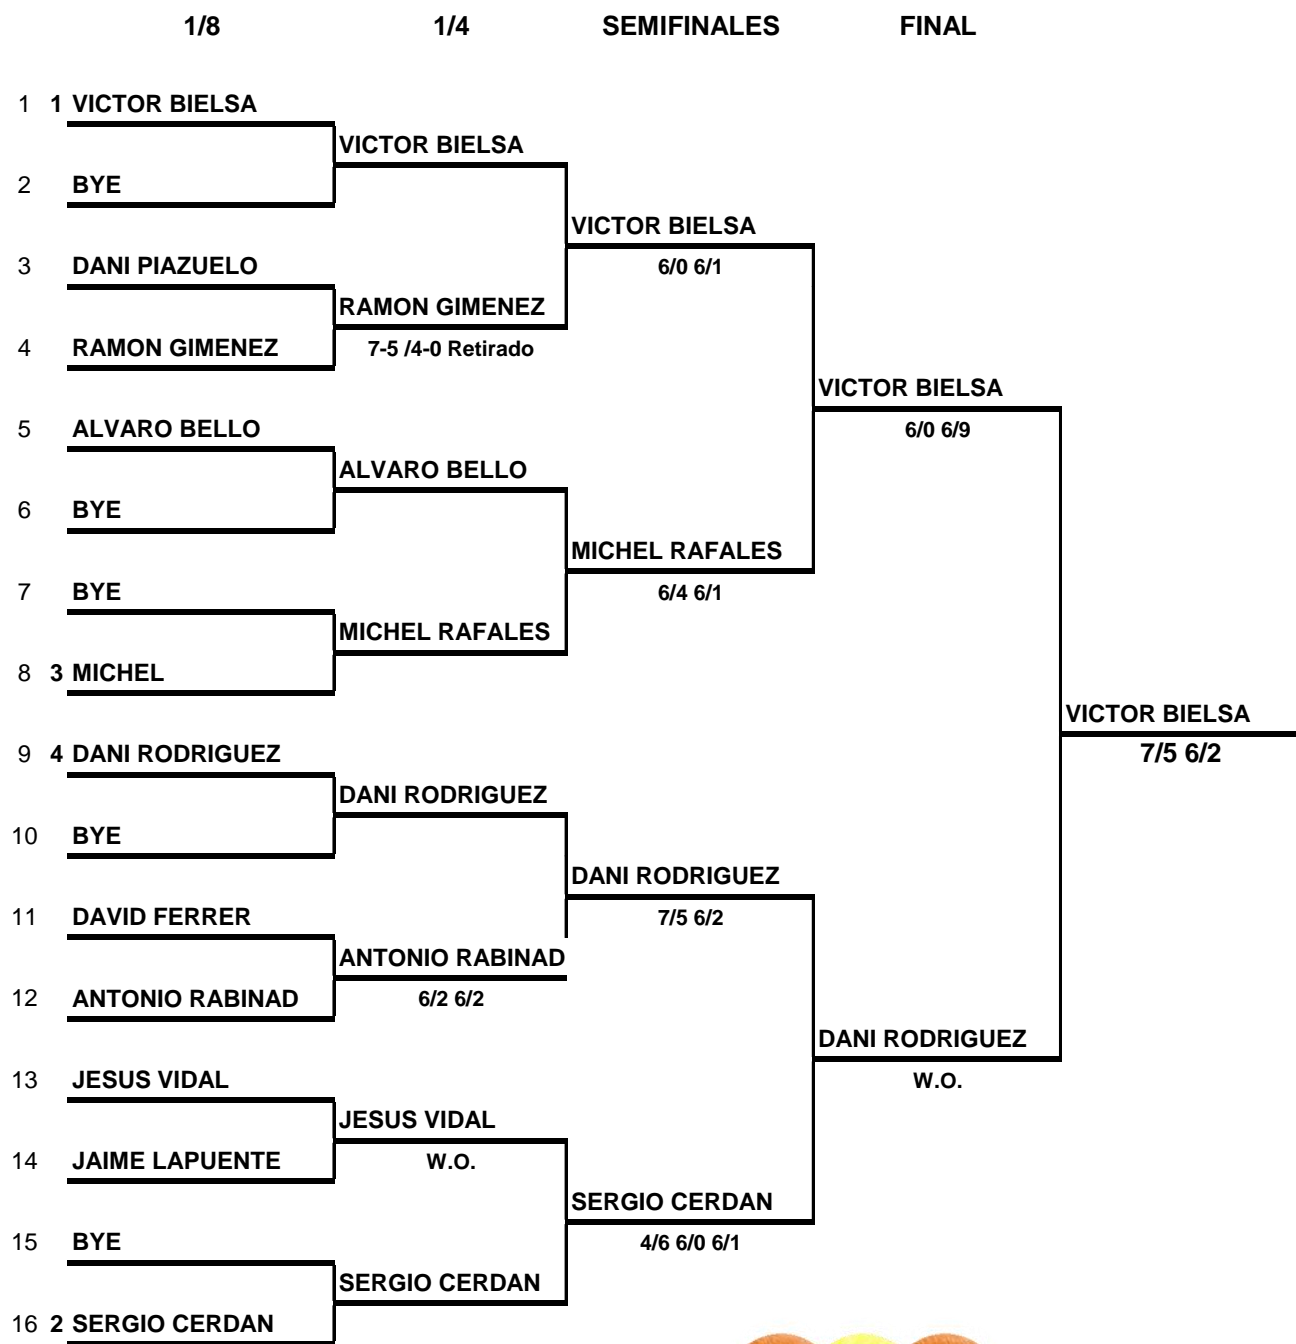 1/8 1/4 SEMIFINALES FINAL
1 1 VICTOR BIELSA
VICTOR BIELSA
2 BYE
VICTOR BIELSA
3 DANI PIAZUELO 6/0 6/1
RAMON GIMENEZ
4 RAMON GIMENEZ 7-5 /4-0 Retirado
VICTOR BIELSA
5 ALVARO BELLO 6/0 6/9
ALVARO BELLO
6 BYE
MICHEL RAFALES
7 BYE 6/4 6/1
MICHEL RAFALES
8 3 MICHEL
VICTOR BIELSA
9 4 DANI RODRIGUEZ 7/5 6/2
DANI RODRIGUEZ
10 BYE
DANI RODRIGUEZ
11 DAVID FERRER 7/5 6/2
ANTONIO RABINAD
12 ANTONIO RABINAD 6/2 6/2
DANI RODRIGUEZ
13 JESUS VIDAL W.O.
JESUS VIDAL
14 JAIME LAPUENTE W.O.
SERGIO CERDAN
15 BYE 4/6 6/0 6/1
SERGIO CERDAN
16 2 SERGIO CERDAN